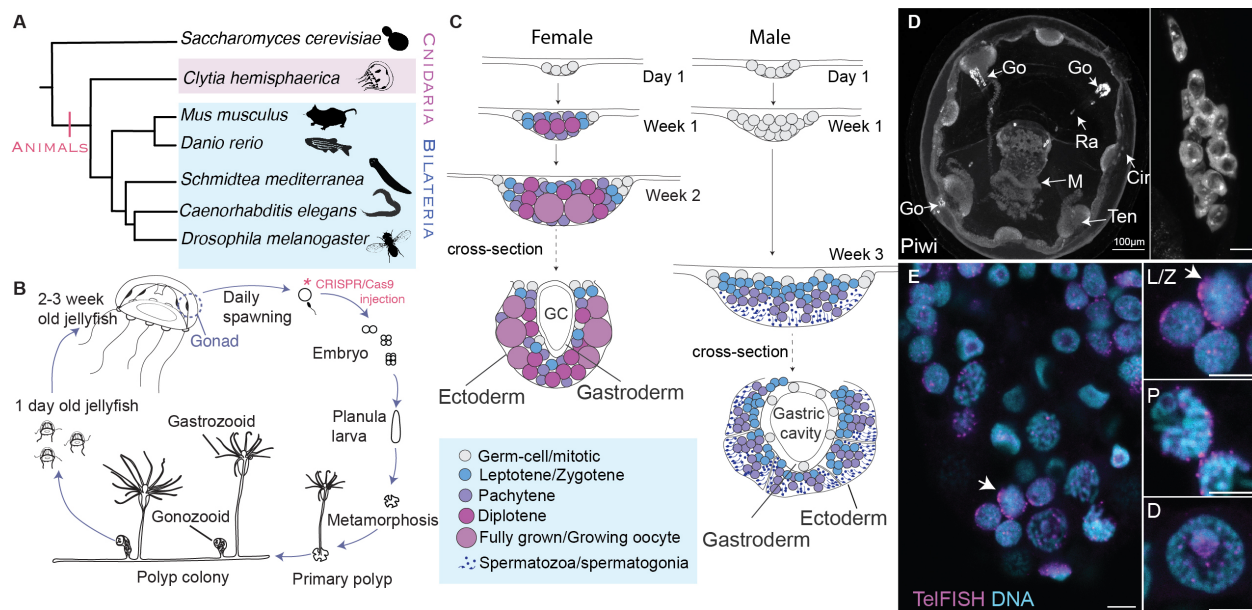 A
Saccharomyces cerevisiae
Clytia hemisphaerica
Mus musculus
Danio rerio
Schmidtea mediterranea
Caenorhabditis elegans
Drosophila melanogaster
ANIMALS
CNIDARIA
BILATERIA
B
2-3 week
old jellyfish
Gonad
Daily
spawning
* CRISPR/Cas9
injection
Embryo
Planula
larva
Metamorphosis
Primary polyp
Polyp colony
Gonozooid
Gastrozooid
1 day old jellyfish
C
Female
Male
Day 1
Day 1
Week 1
Week 1
Week 2
cross-section
Week 3
GC
Ectoderm
Gastroderm
cross-section
Gastric
cavity
Gastroderm
Ectoderm
Germ-cell/mitotic
Leptotene/Zygotene
Pachytene
Diplotene
Fully grown/Growing oocyte
Spermatozoa/spermatogonia
D
Go
Go
Ra
M
Cir
Go
Ten
Piwi
100µm
E
L/Z
P
D
TelFISH DNA